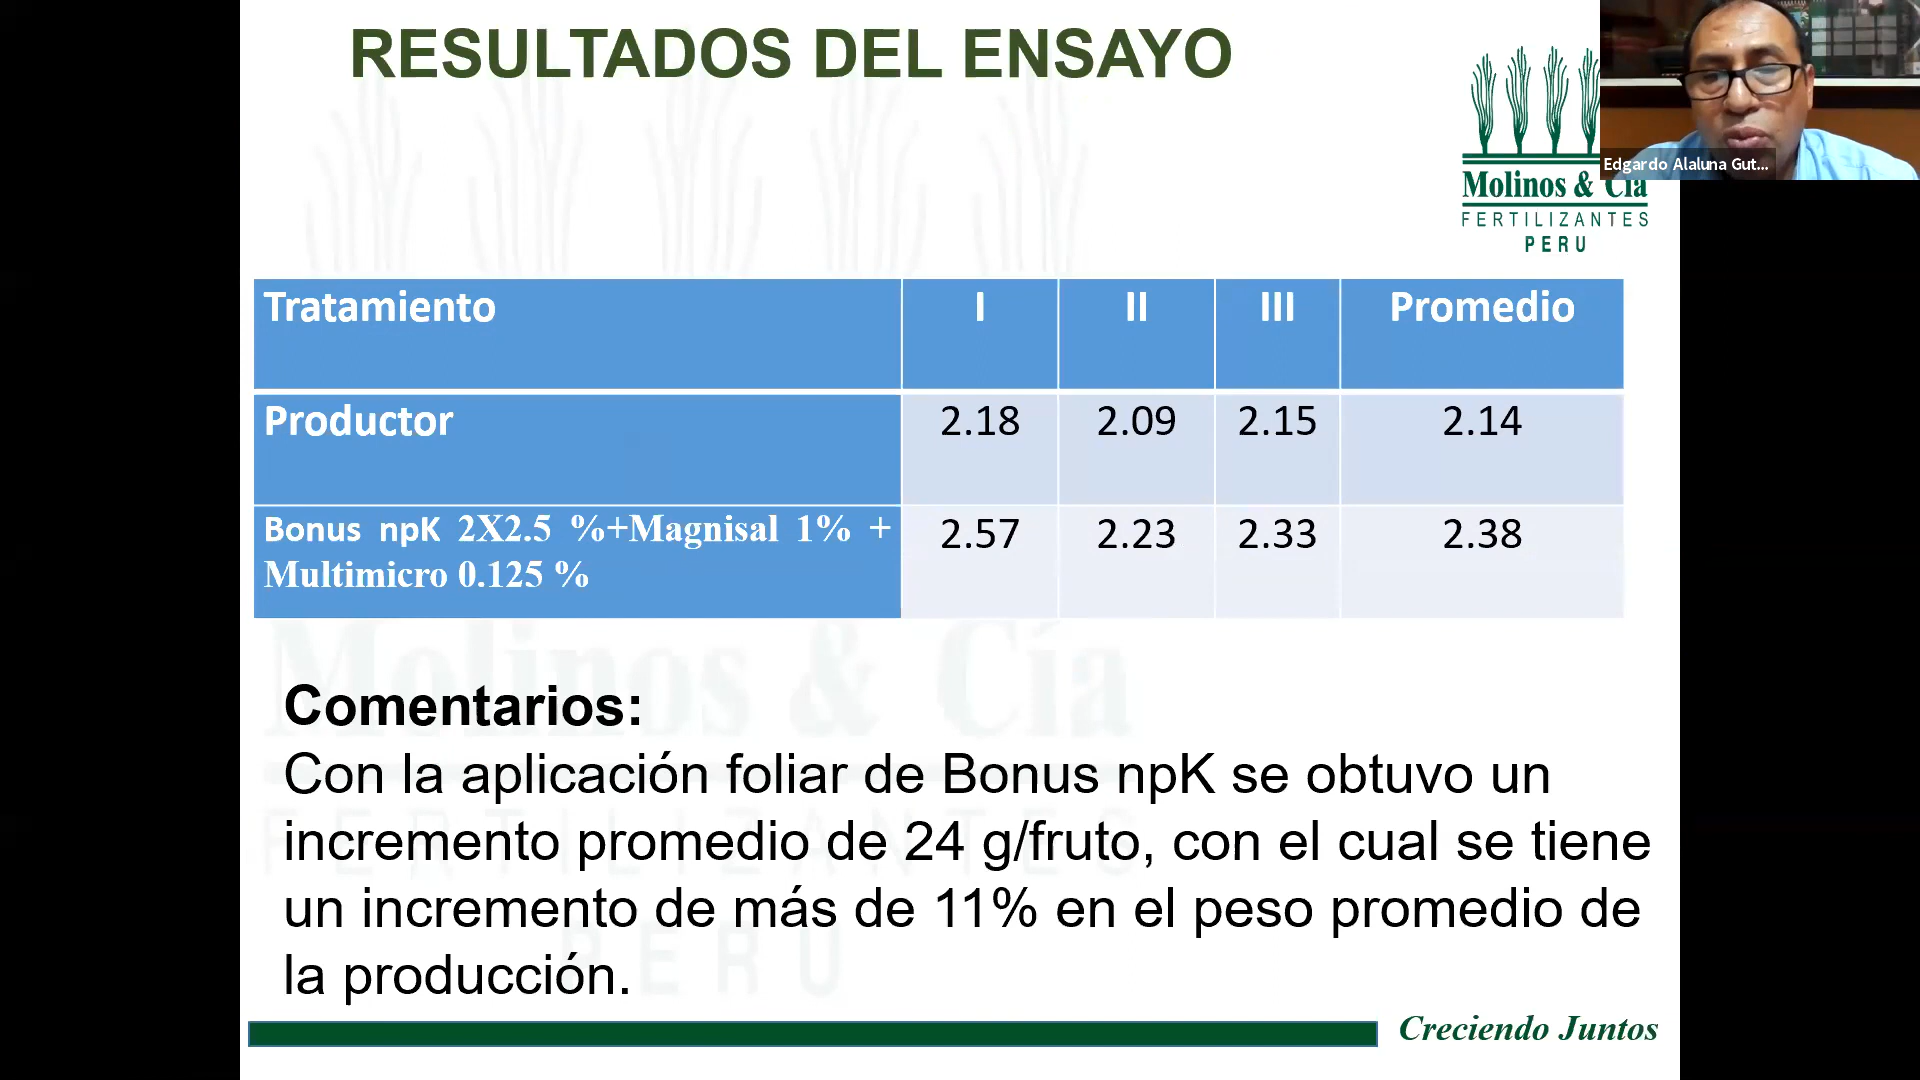 RESULTADOS DEL ENSAYO
Edgardo Alaluna Gut...
Molinos & Cía
FERTILIZANTES
PERU
Tratamiento I II III Promedio
Productor 2.18 2.09 2.15 2.14
Bonus npK 2X2.5 %+Magnisal 1% +
Multimicro 0.125 %
2.57 2.23 2.33 2.38
Molinos & Cía
FERTILIZANTES
PERU
Comentarios:
Con la aplicación foliar de Bonus npK se obtuvo un
incremento promedio de 24 g/fruto, con el cual se tiene
un incremento de más de 11% en el peso promedio de
la producción.
Creciendo Juntos